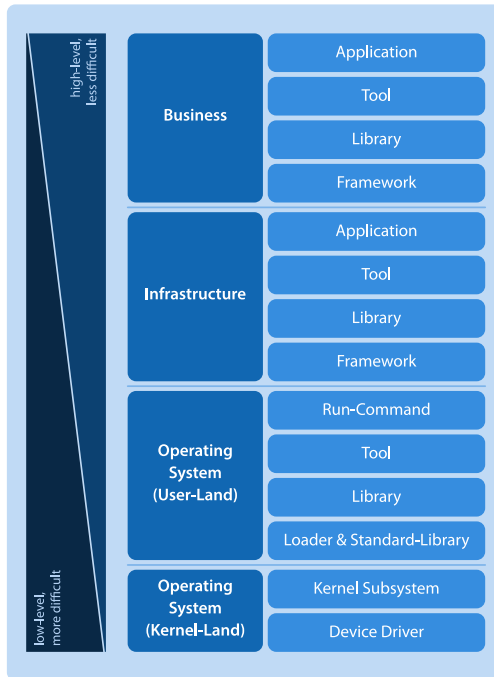 high-level,
less difficult
Business
Application
Tool
Library
Framework
Infrastructure
Application
Tool
Library
Framework
Operating
System
(User-Land)
Run-Command
Tool
Library
Loader & Standard-Library
low-level,
more difficult
Operating
System
(Kernel-Land)
Kernel Subsystem
Device Driver